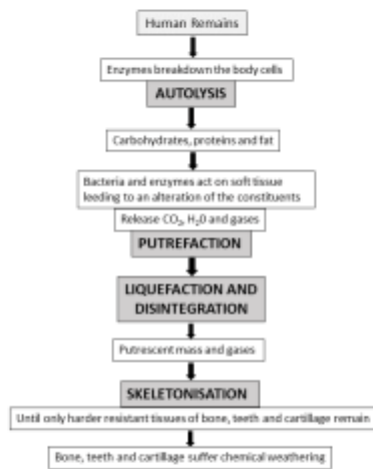 Human Remains
Enzymes breakdown the body cells
AUTOLYSIS
Carbohydrates, proteins and fat
Bacteria and enzymes act on soft tissue
leeding to an alteration of the constituents
Release CO₂, H₂0 and gases
PUTREFACTION
LIQUEFACTION AND
DISINTEGRATION
Putrescent mass and gases
SKELETONISATION
Until only harder resistant tissues of bone, teeth and cartillage remain
Bone, teeth and cartillage suffer chemical weathering